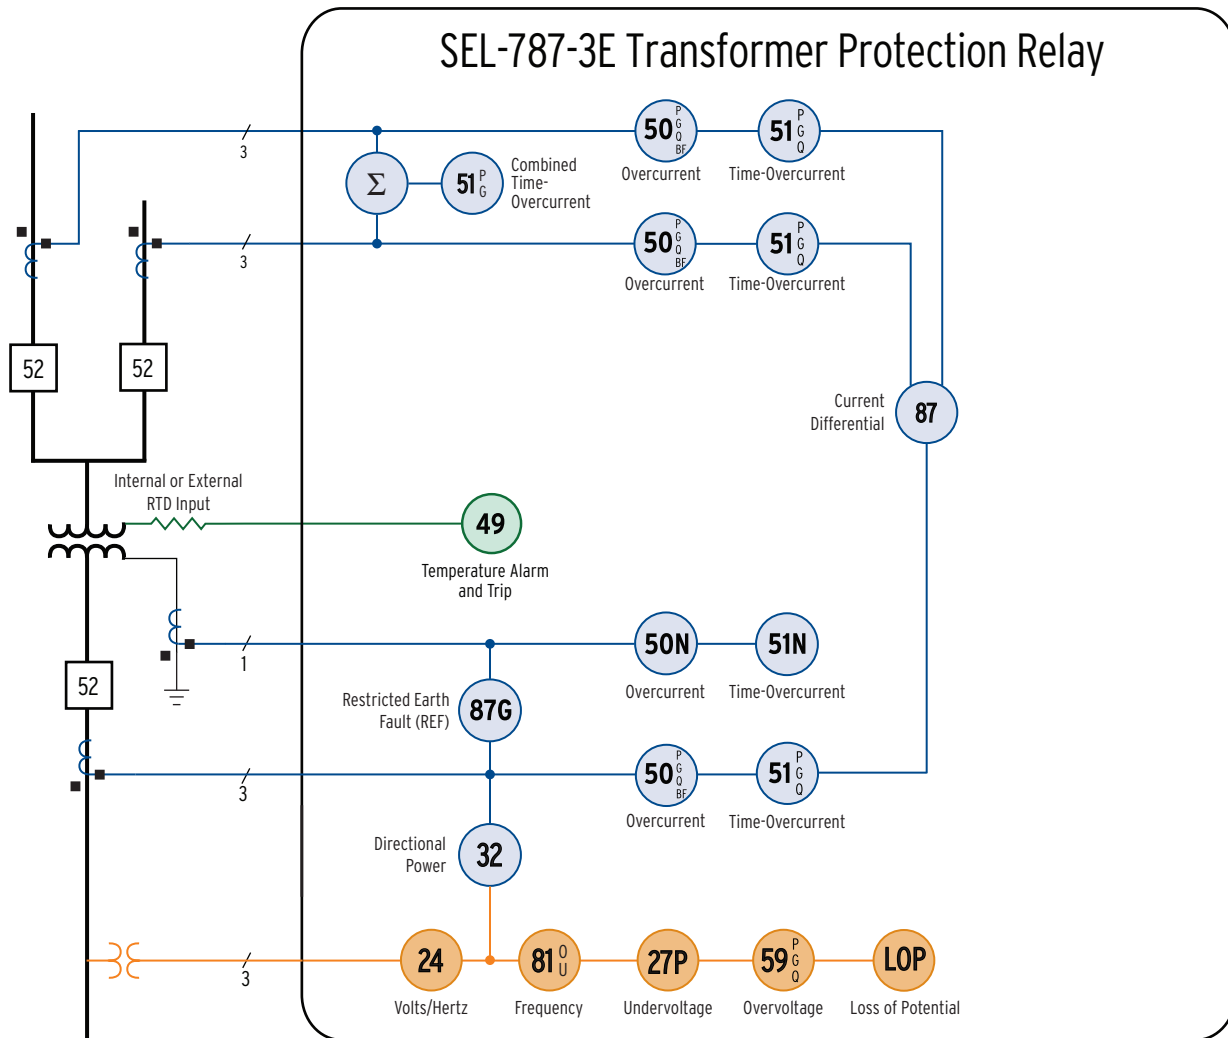 SEL-787-3E Transformer Protection Relay
3
50 P G Q BF
Overcurrent
51 P G Q
Time-Overcurrent
Σ
51 P G
Combined
Time-
Overcurrent
3
50 P G Q BF
Overcurrent
51 P G Q
Time-Overcurrent
52
52
Current
Differential
87
Internal or External
RTD Input
49
Temperature Alarm
and Trip
1
50N
Overcurrent
51N
Time-Overcurrent
52
Restricted Earth
Fault (REF)
87G
3
50 P G Q BF
Overcurrent
51 P G Q
Time-Overcurrent
Directional
Power
32
3
24
Volts/Hertz
81 O U
Frequency
27P
Undervoltage
59 P G Q
Overvoltage
LOP
Loss of Potential